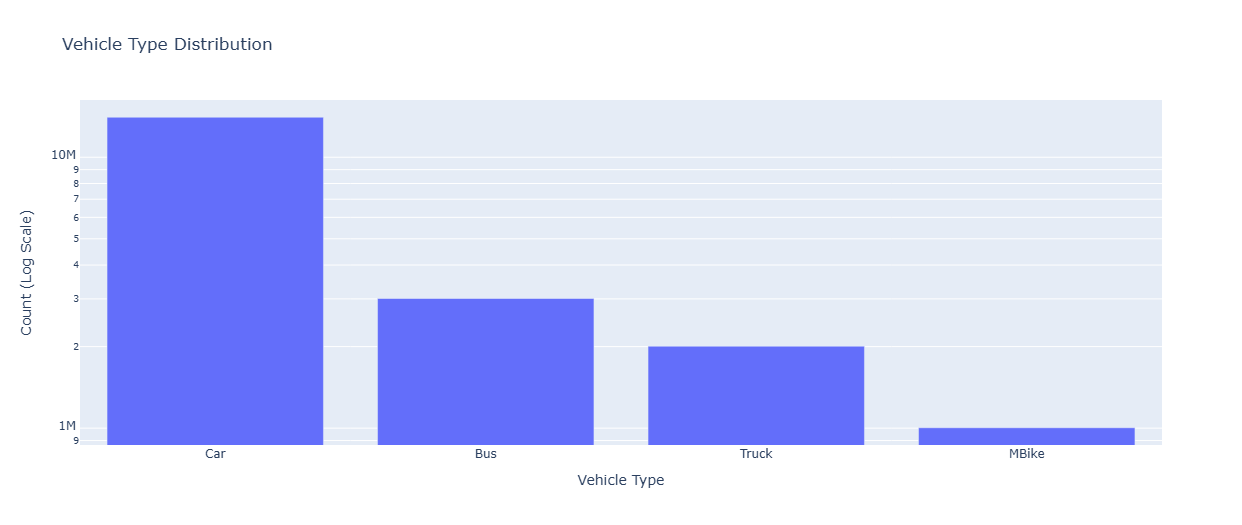 Vehicle Type Distribution
10M
9
8
7
6
5
4
3
2
1M
9
Count (Log Scale)
Car Bus Truck MBike
Vehicle Type